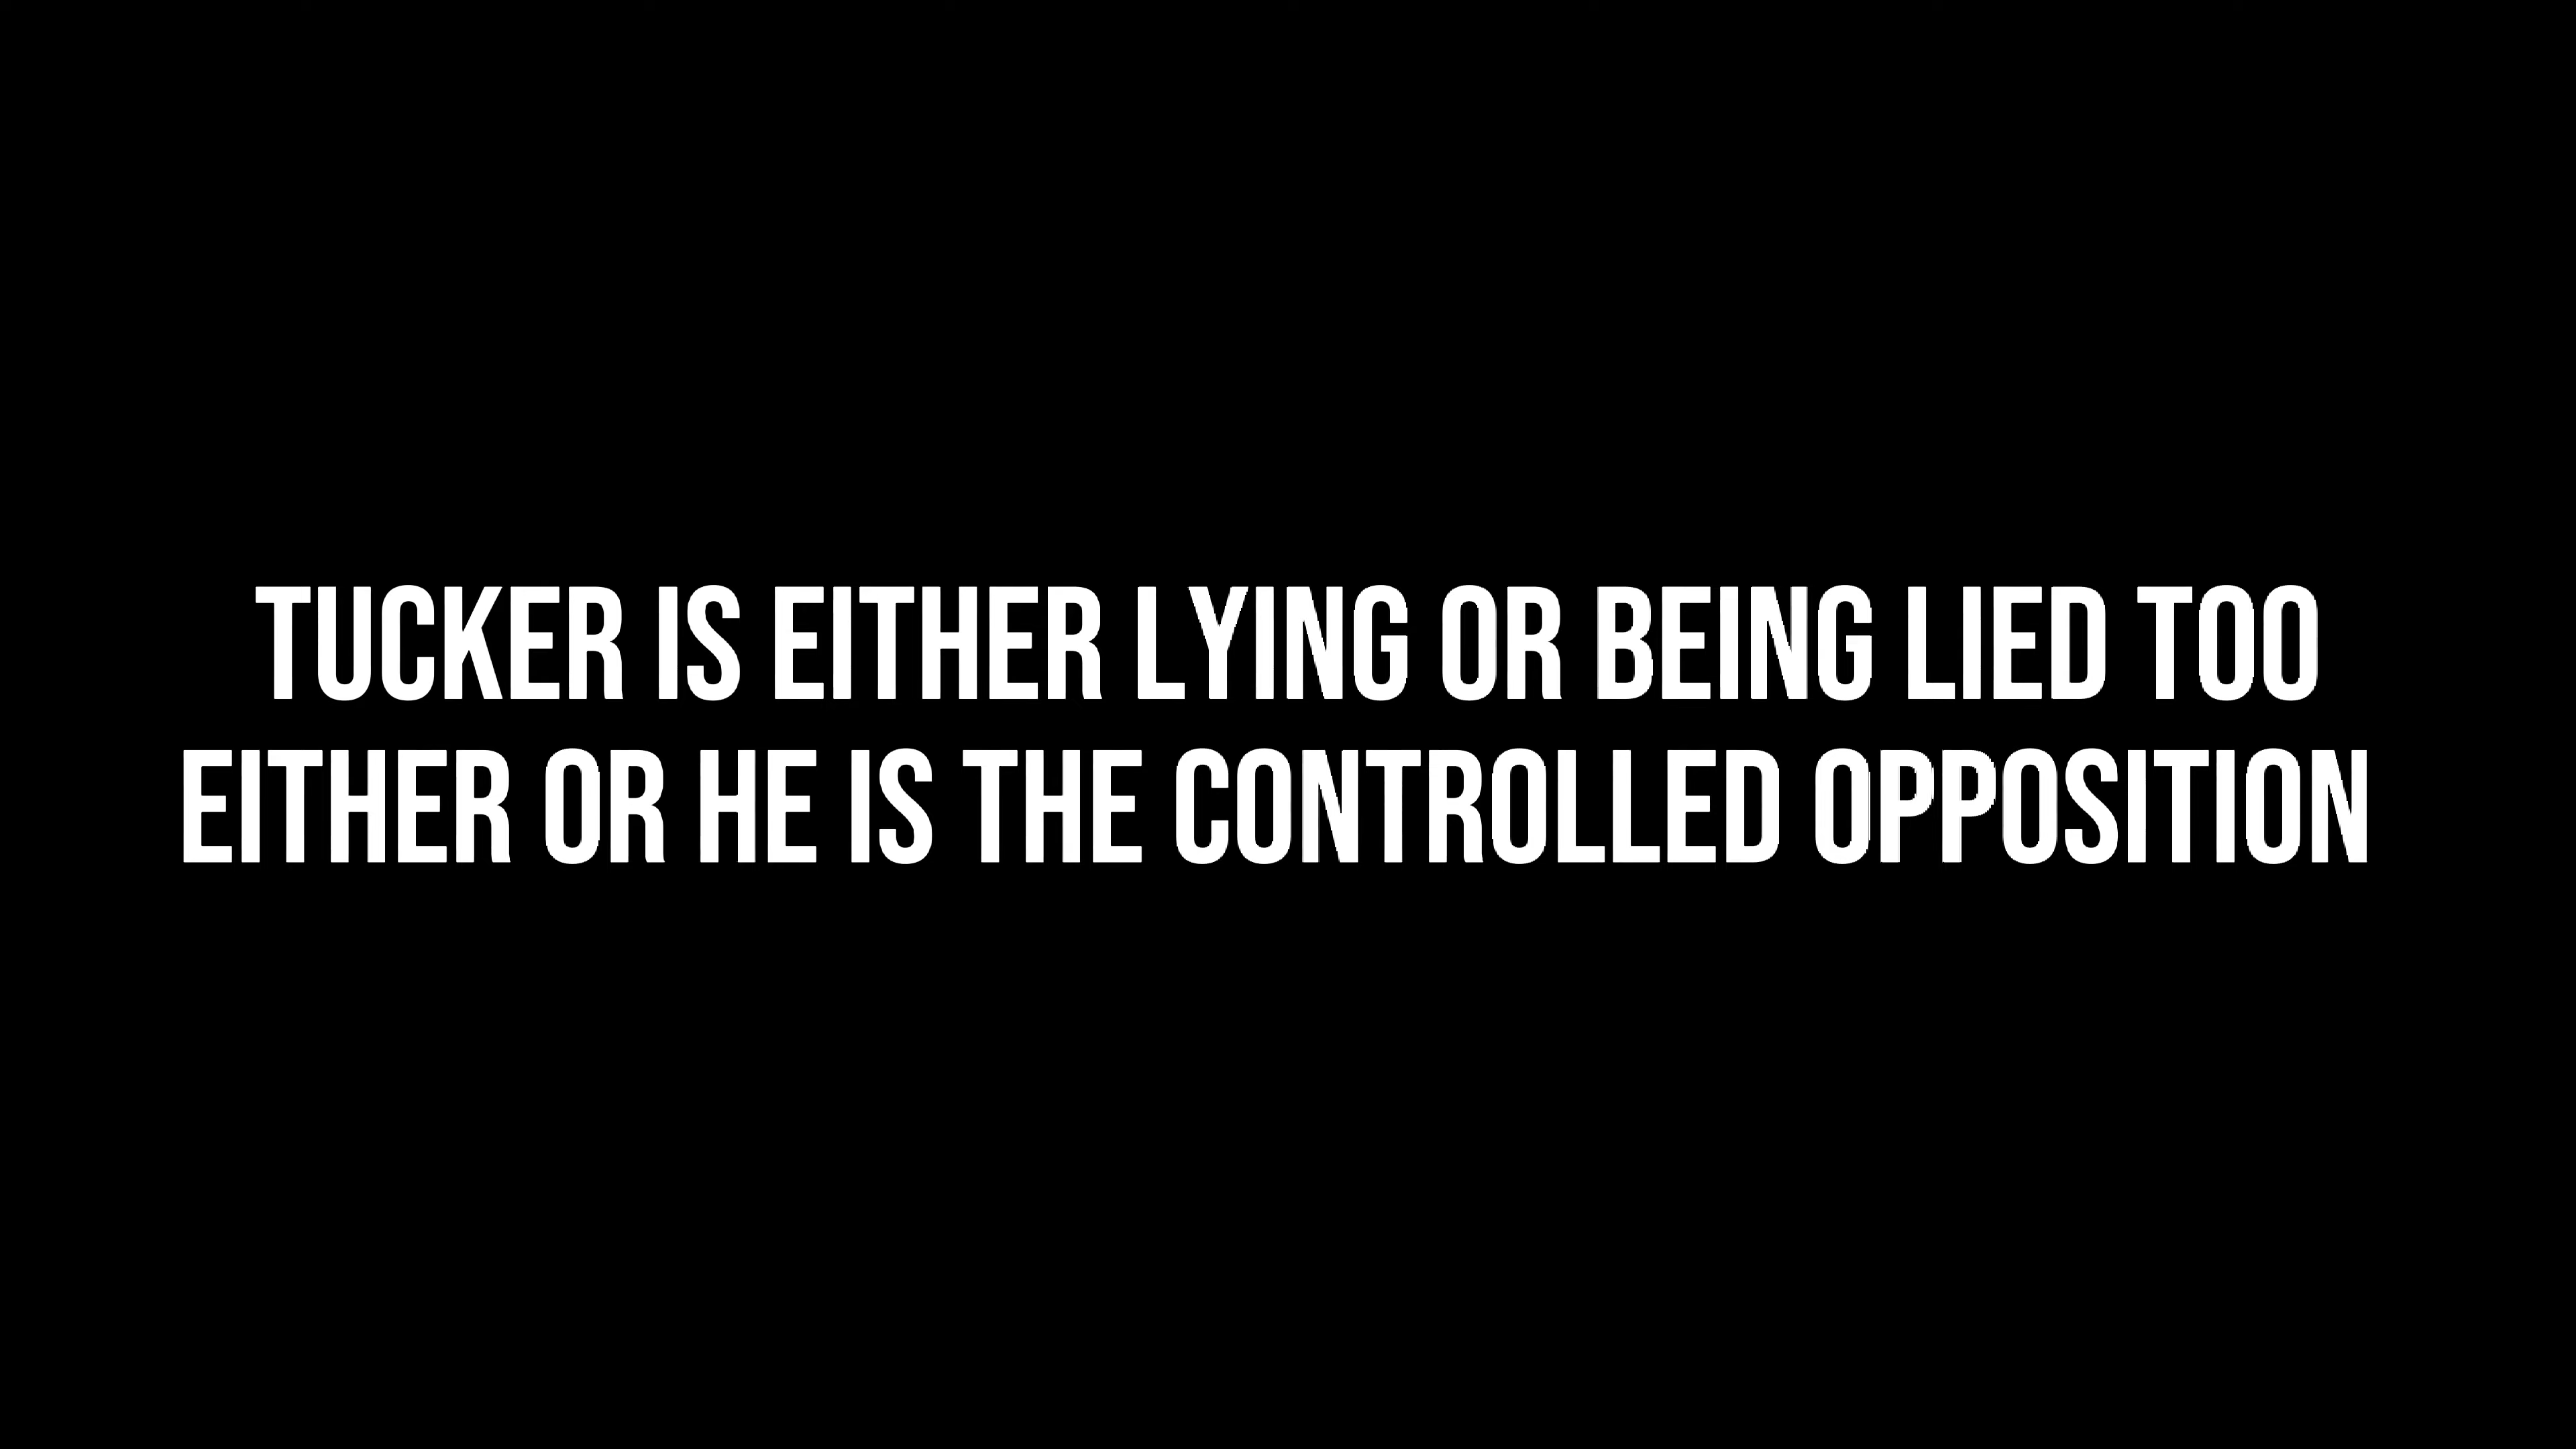 TUCKER IS EITHER LYING OR BEING LIED TOO
EITHER OR HE IS THE CONTROLLED OPPOSITION